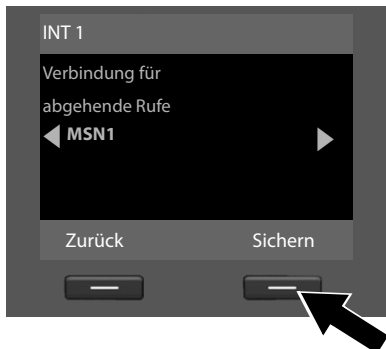 INT 1
Verbindung für
abgehende Rufe
MSN1
Zurück Sichern